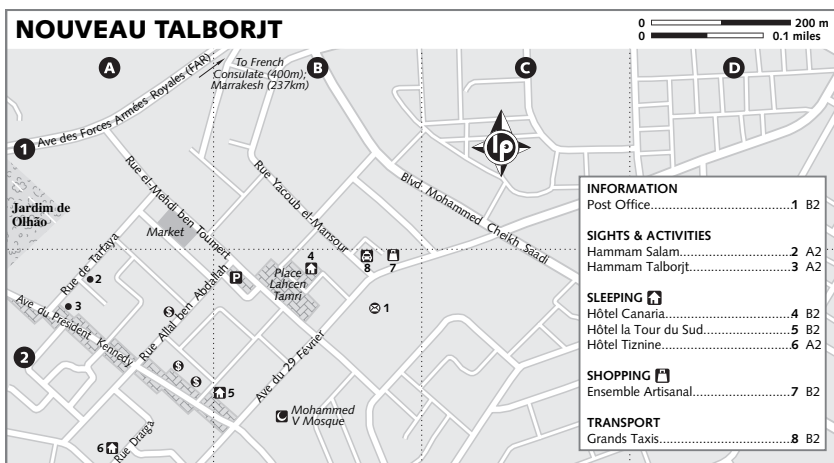 NOUVEAU TALBORJT
0 200 m
0 0.1 miles
A
B
C
D
To French
Consulate (400m);
Marrakesh (237km)
Ave des Forces Armées Royales (FAR)
1
lp
Rue el-Mehdi ben Toumert
Rue Yacoub el-Mansour
Blvd. Mohammed Cheikh Saadi
Jardim de
Olhão
Market
Rue de Tarfaya
2
3
Ave du Président Kennedy
Rue Allal ben Abdallah
P
4
Place
Lahcen
Tamri
8
7
1
2
Ave du 29 Février
5
Mohammed
V Mosque
6
Rue Draïga
INFORMATION
Post Office..............................1 B2
SIGHTS & ACTIVITIES
Hammam Salam.......................2 A2
Hammam Talborjt.....................3 A2
SLEEPING
Hôtel Canaria............................4 B2
Hôtel la Tour du Sud..................5 B2
Hôtel Tiznine............................6 A2
SHOPPING
Ensemble Artisanal....................7 B2
TRANSPORT
Grands Taxis.............................8 B2